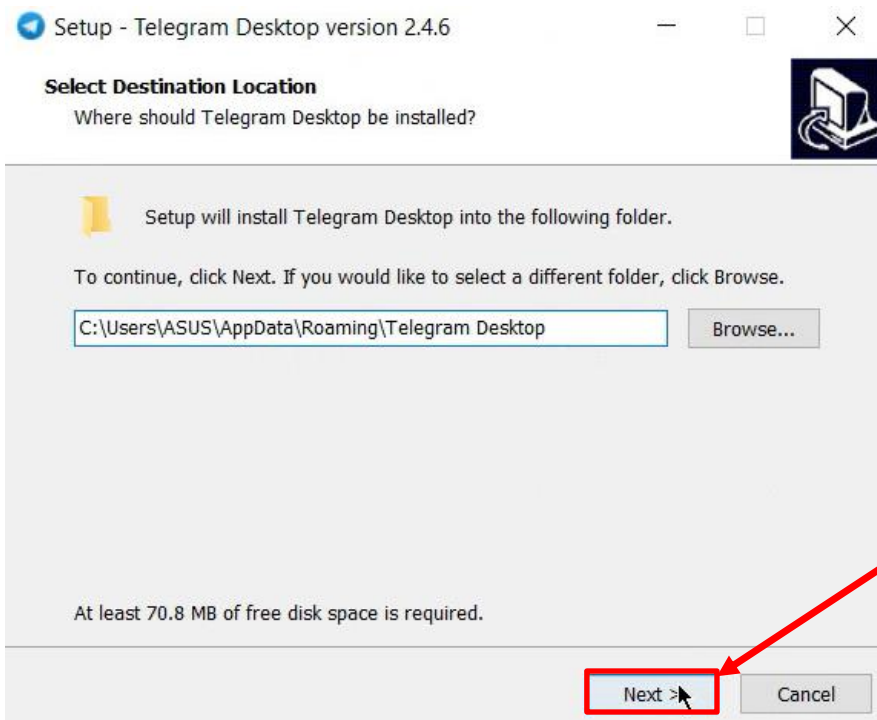 Setup - Telegram Desktop version 2.4.6
Select Destination Location
Where should Telegram Desktop be installed?
Setup will install Telegram Desktop into the following folder.
To continue, click Next. If you would like to select a different folder, click Browse.
C:\Users\ASUS\AppData\Roaming\Telegram Desktop
Browse...
At least 70.8 MB of free disk space is required.
Next >
Cancel